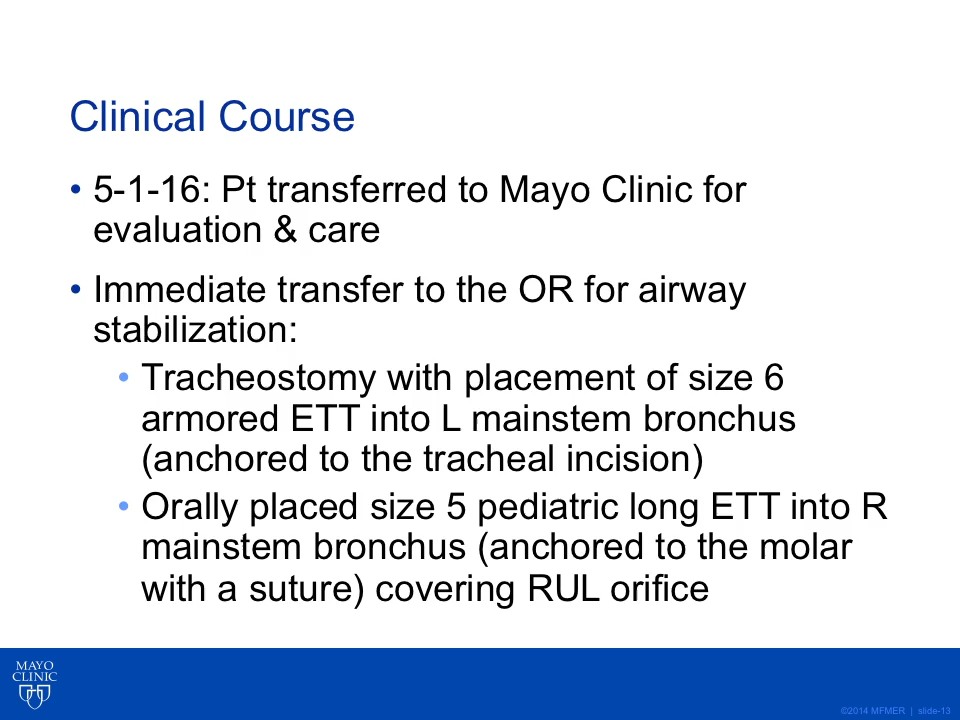 Clinical Course
• 5-1-16: Pt transferred to Mayo Clinic for
evaluation & care
• Immediate transfer to the OR for airway
stabilization:
• Tracheostomy with placement of size 6
armored ETT into L mainstem bronchus
(anchored to the tracheal incision)
• Orally placed size 5 pediatric long ETT into R
mainstem bronchus (anchored to the molar
with a suture) covering RUL orifice
MAYO
CLINIC
©2014 MFMER | slide-13